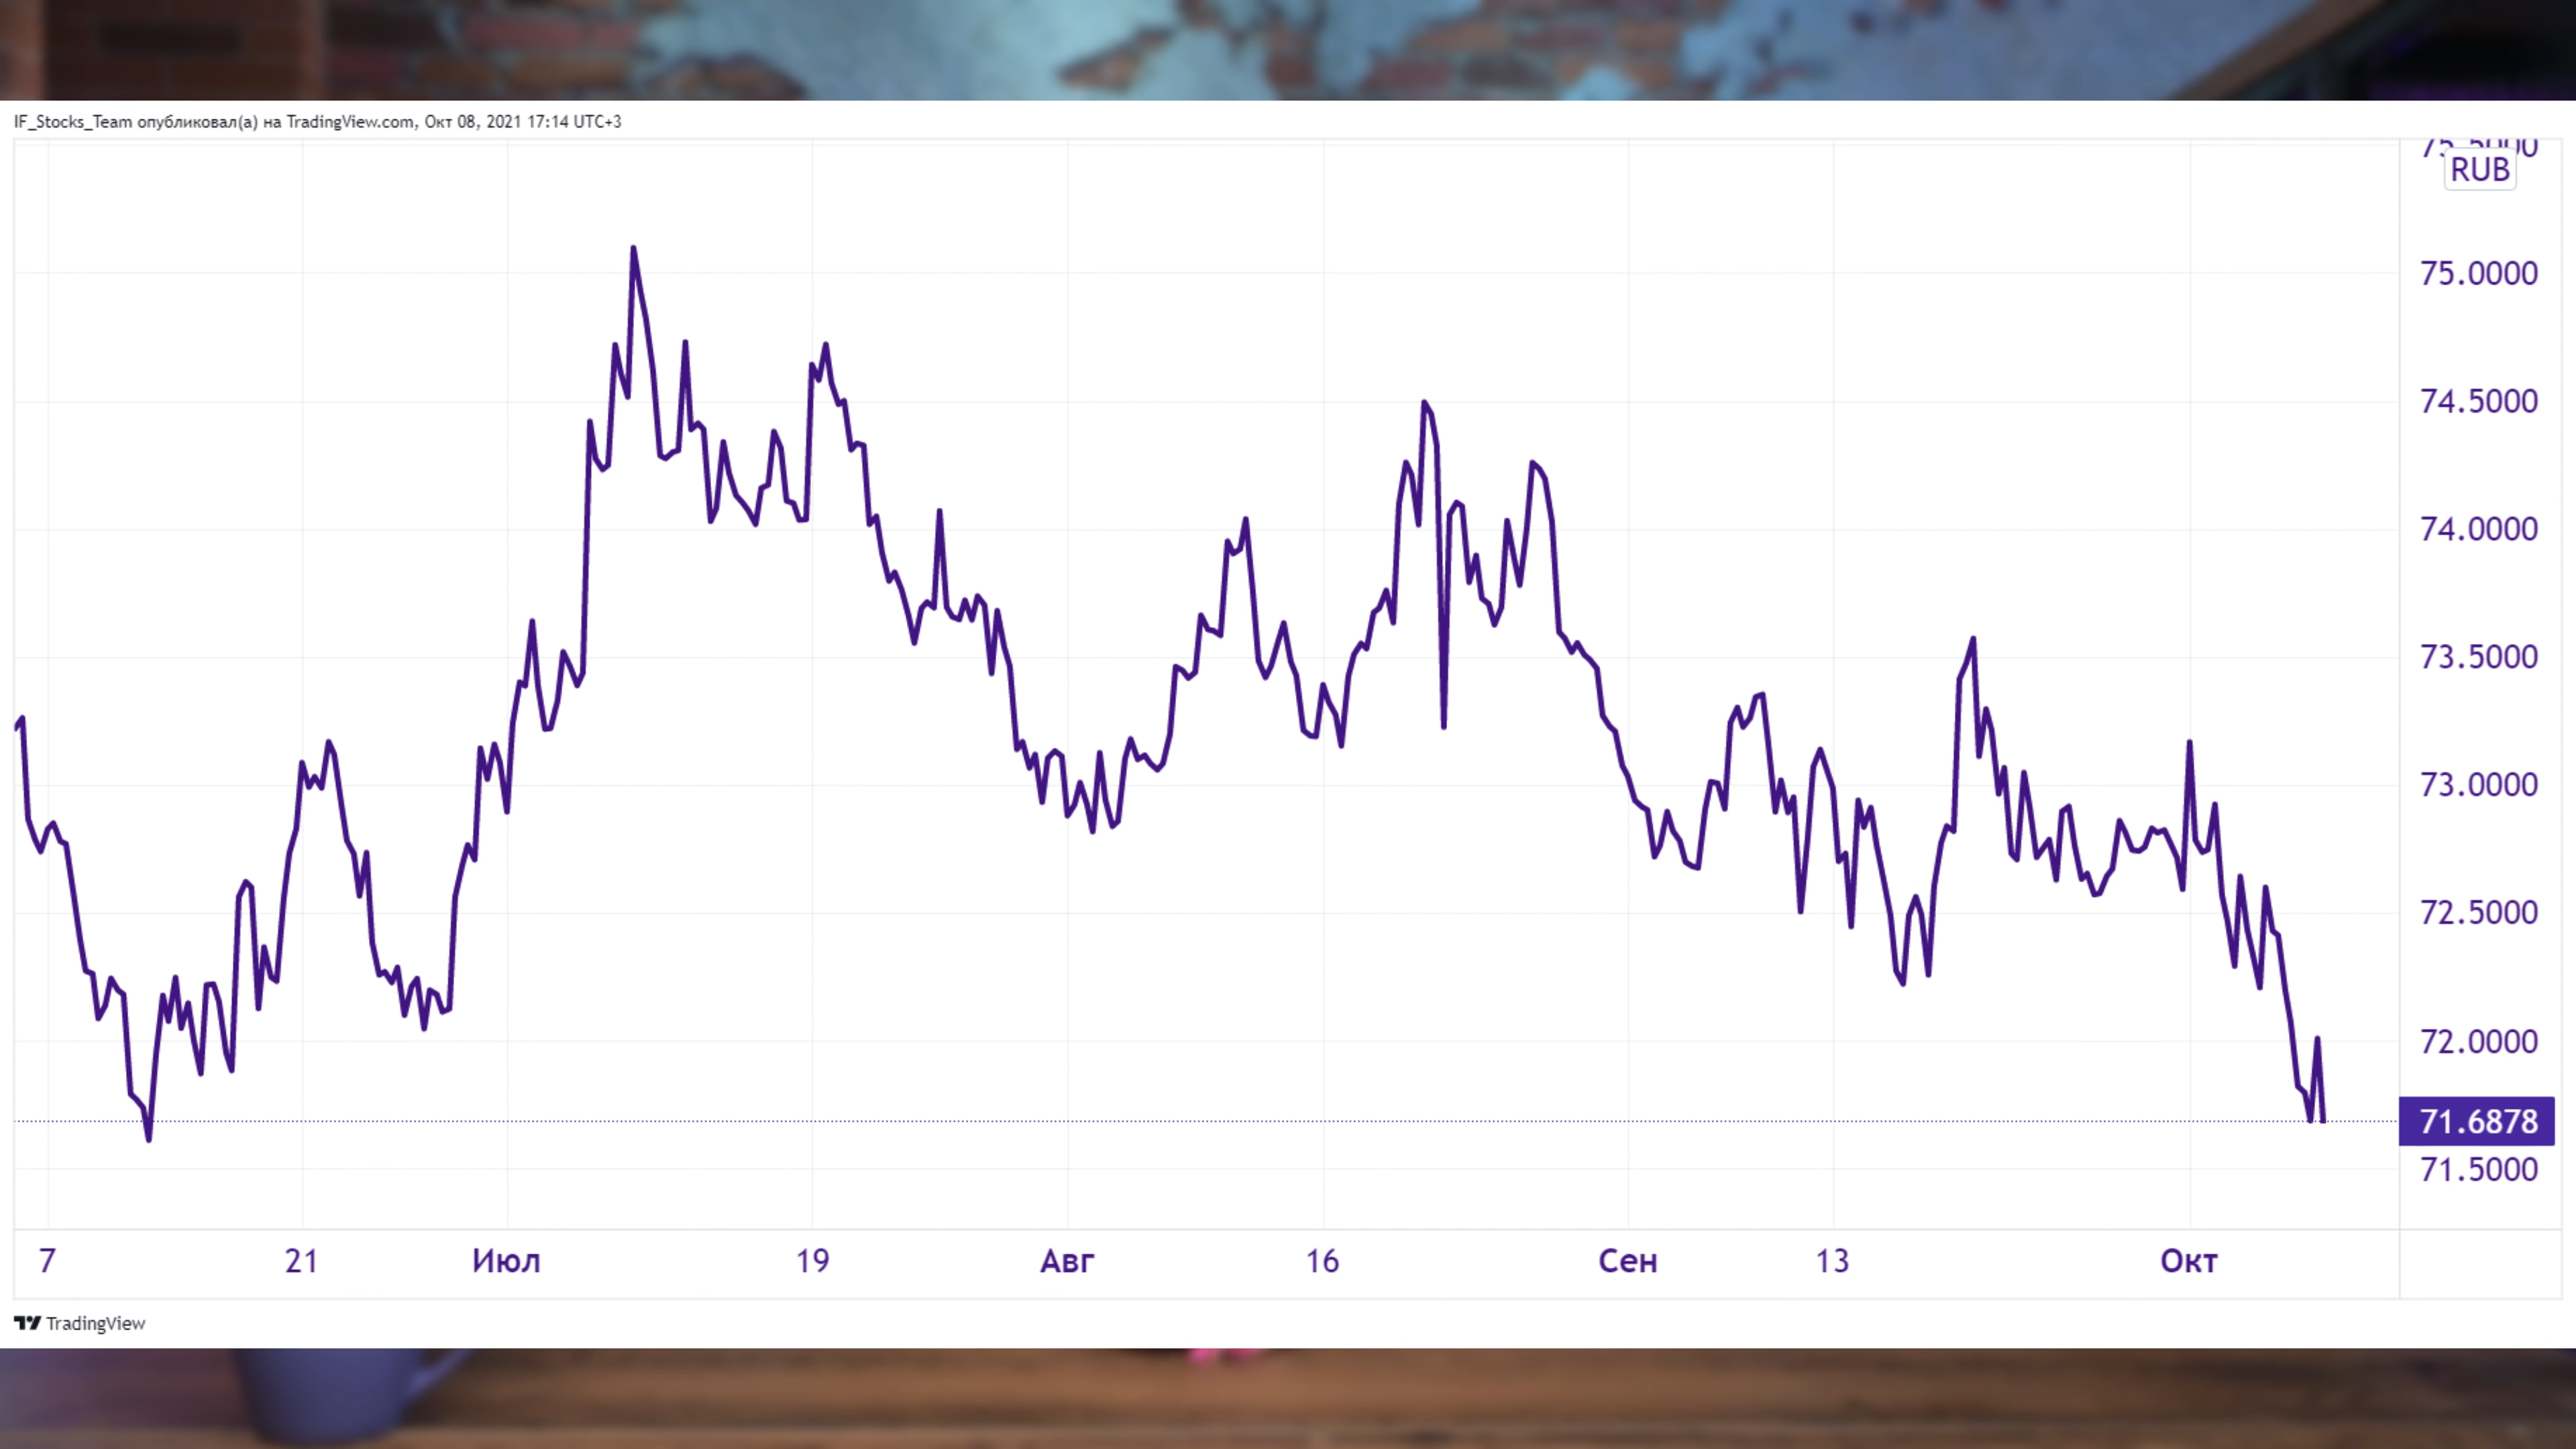 IF_Stocks_Team опубликовал(а) на TradingView.com, Окт 08, 2021 17:14 UTC+3
75.5000
RUB
75.0000
74.5000
74.0000
73.5000
73.0000
72.5000
72.0000
71.6878
71.5000
7 21 Июл 19 Авг 16 Сен 13 Окт
TradingView